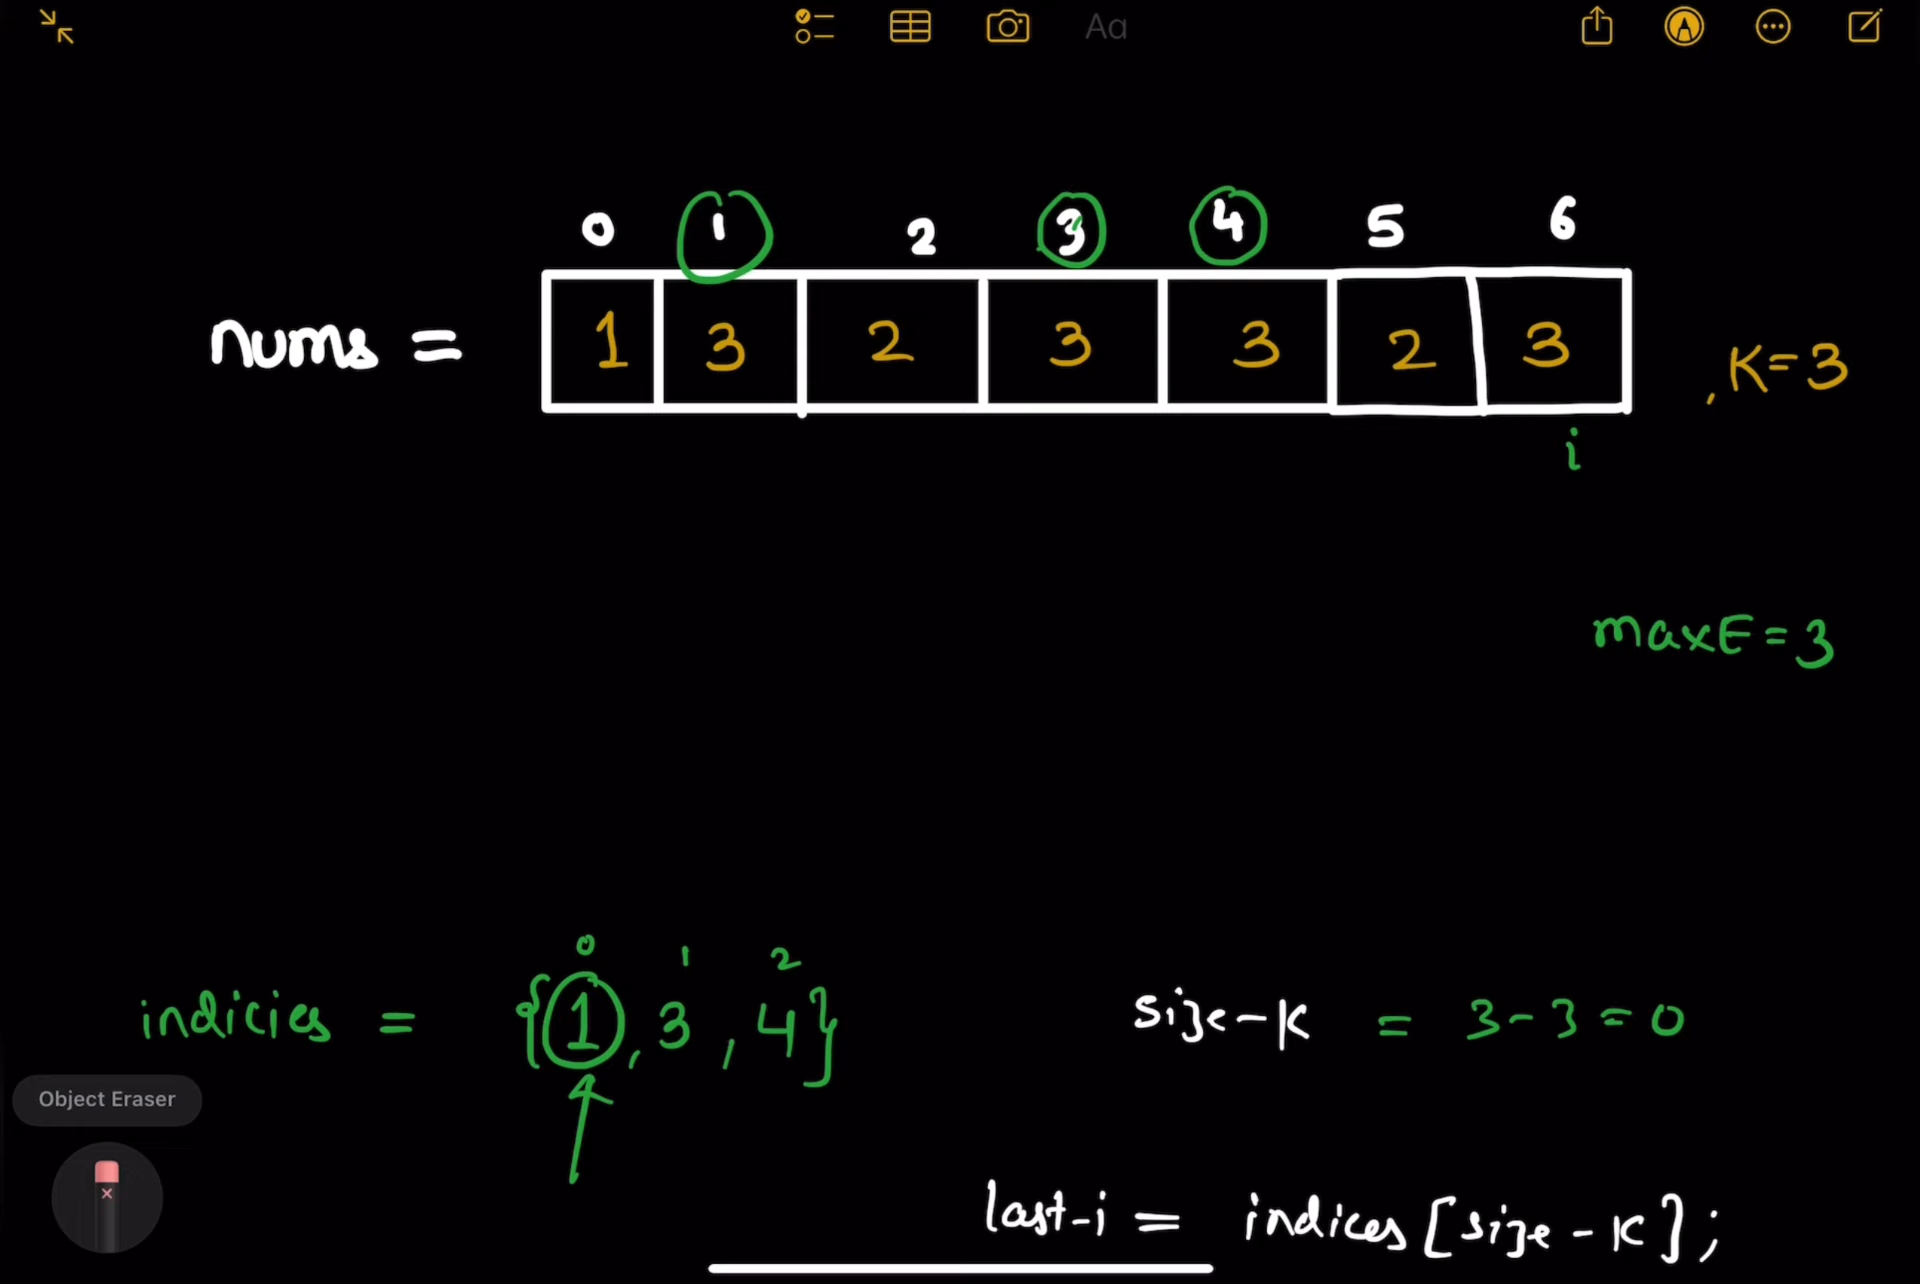 Aa
0 1 2 3 4 5 6
nums = 1 3 2 3 3 2 3 , K=3
i
maxE = 3
0 1 2
indicies = {1, 3, 4} size-K = 3-3=0
Object Eraser
last-i = indices[size-K];